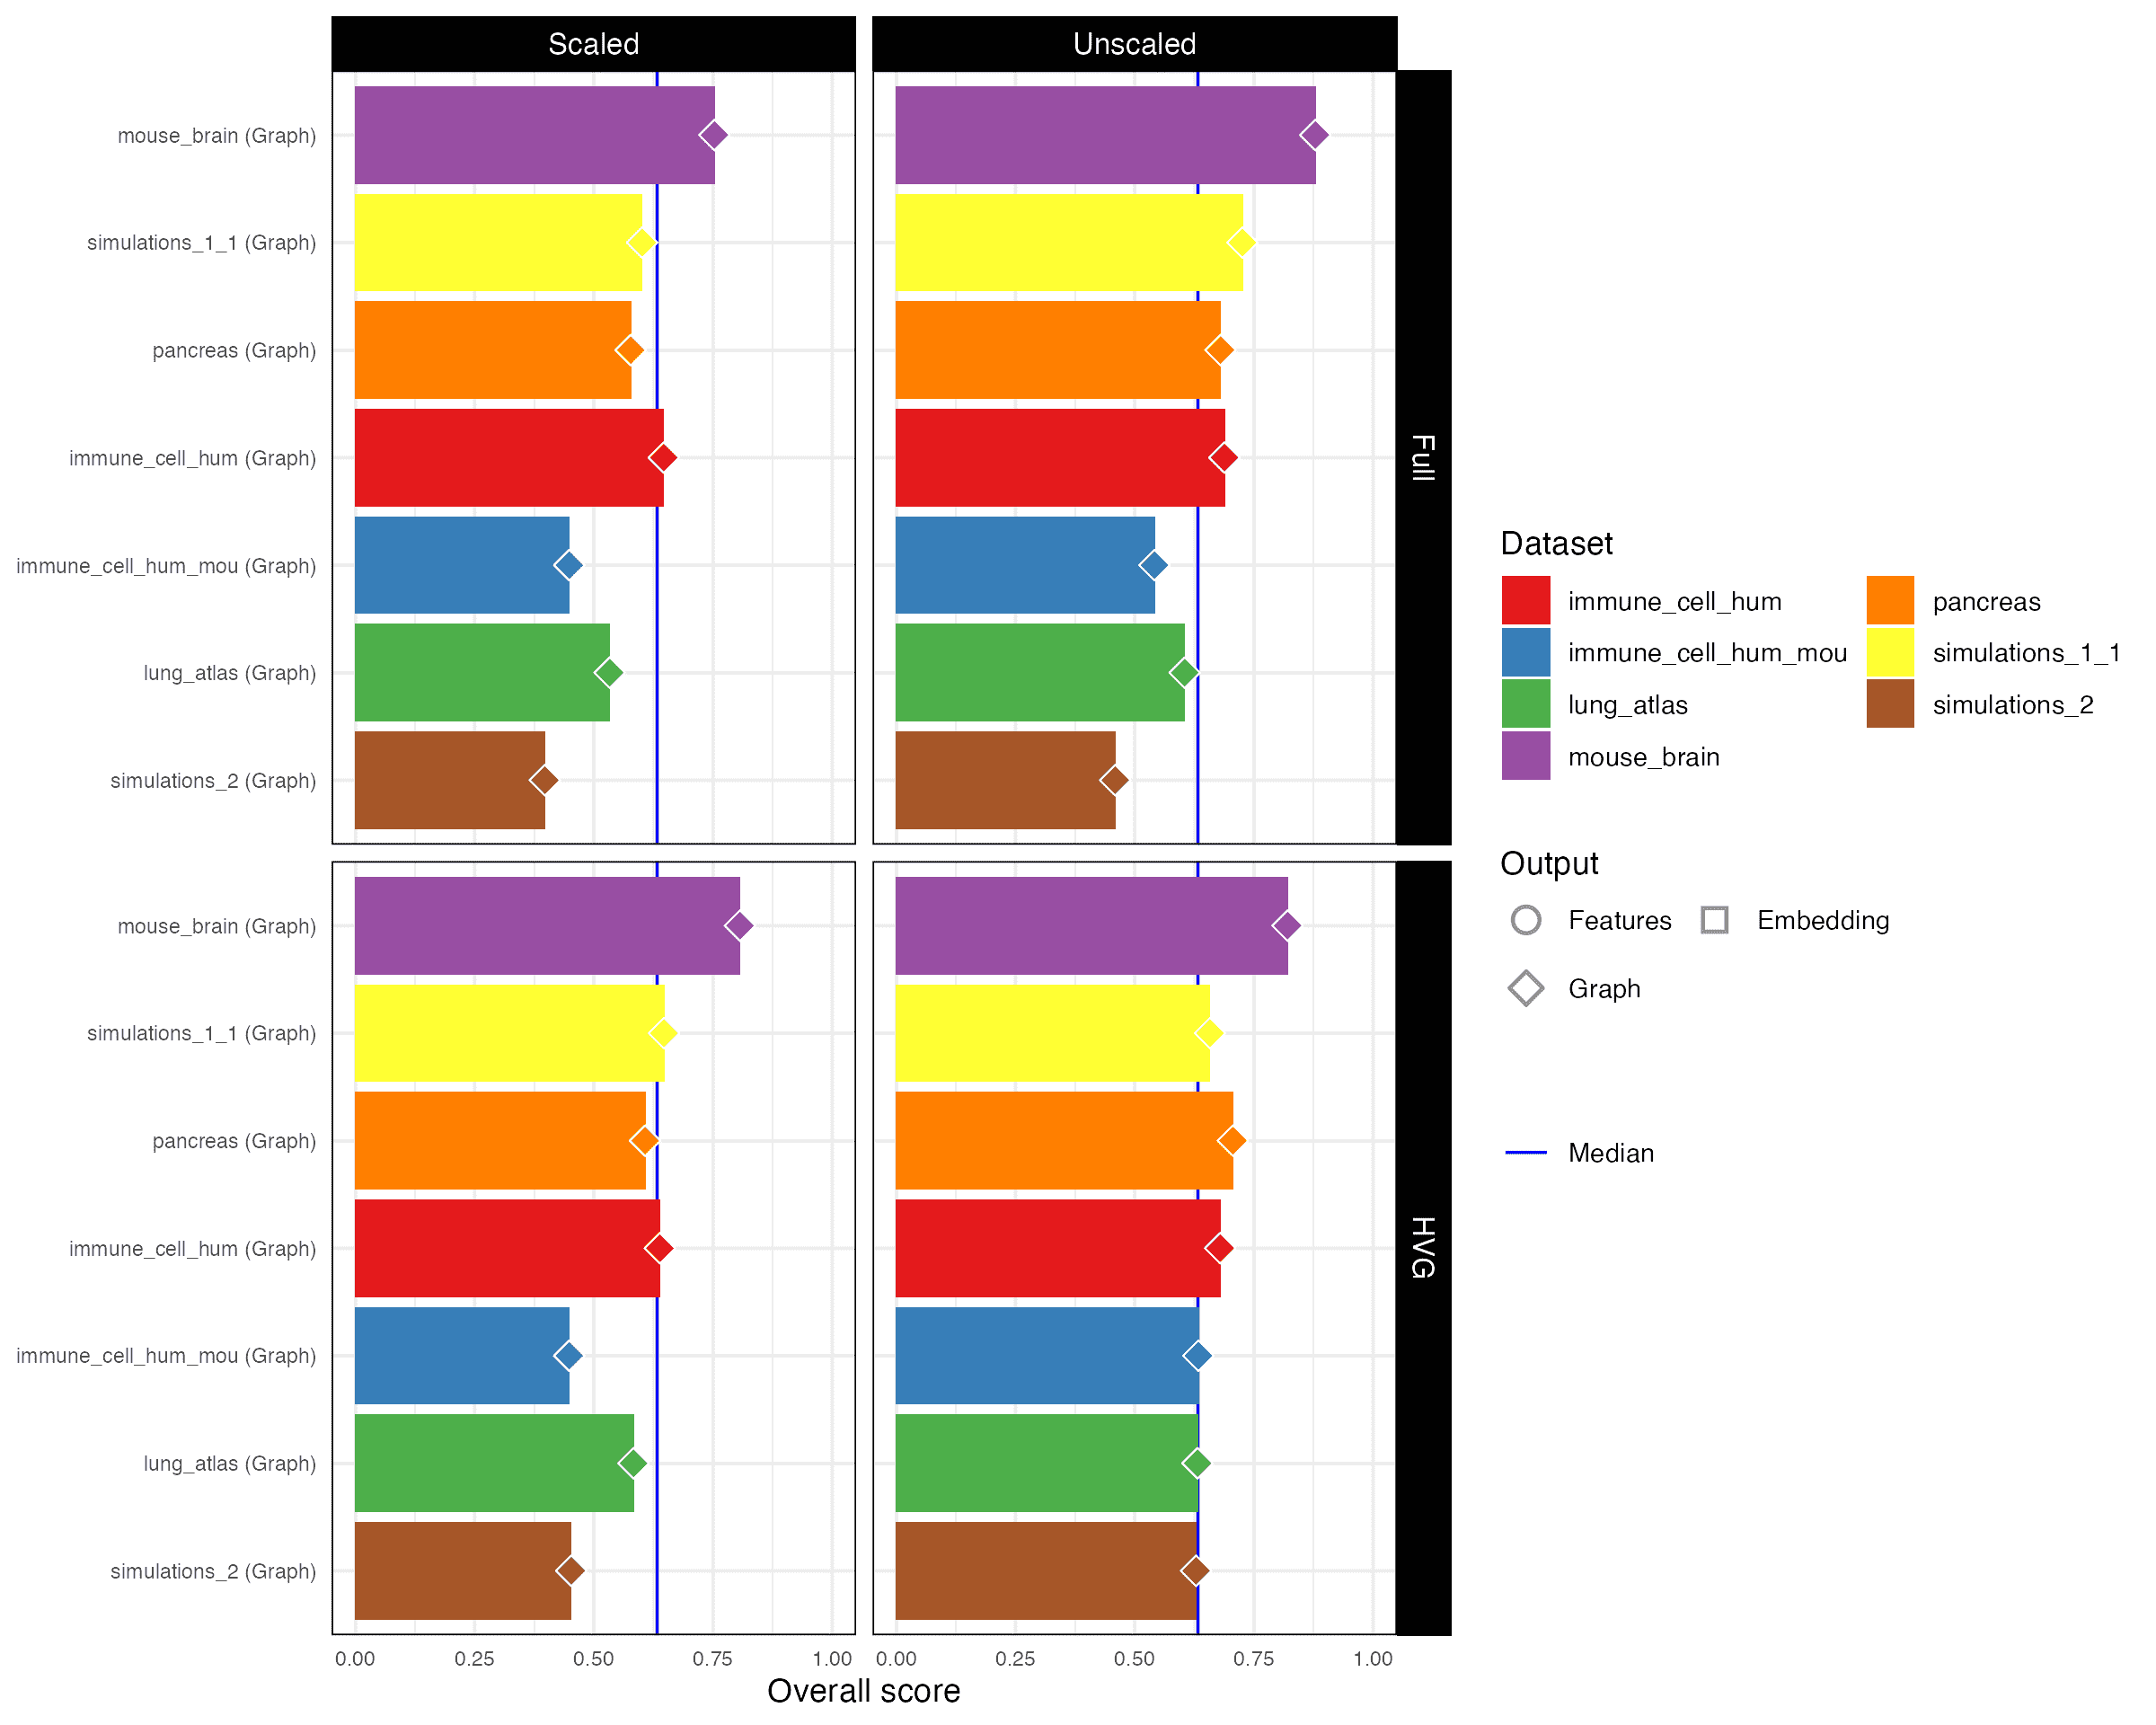 Scaled
Unscaled
mouse_brain (Graph)
simulations_1_1 (Graph)
pancreas (Graph)
immune_cell_hum (Graph)
immune_cell_hum_mou (Graph)
lung_atlas (Graph)
simulations_2 (Graph)
Full
mouse_brain (Graph)
simulations_1_1 (Graph)
pancreas (Graph)
immune_cell_hum (Graph)
immune_cell_hum_mou (Graph)
lung_atlas (Graph)
simulations_2 (Graph)
HVG
0.00 0.25 0.50 0.75 1.00
0.00 0.25 0.50 0.75 1.00
Overall score
Dataset
immune_cell_hum
immune_cell_hum_mou
lung_atlas
mouse_brain
pancreas
simulations_1_1
simulations_2
Output
Features
Embedding
Graph
Median